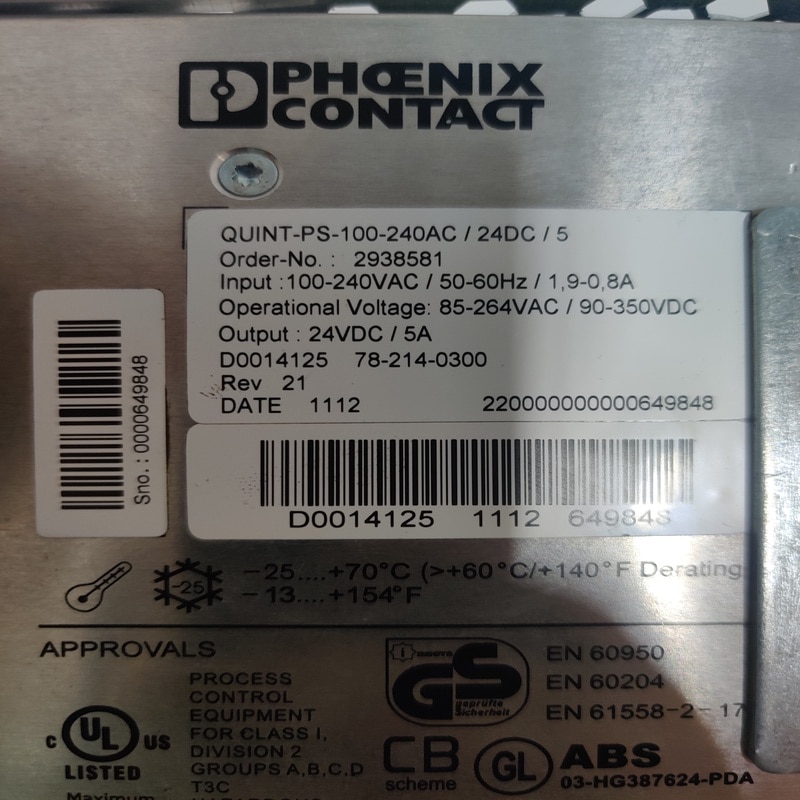 PHŒNIX
CONTACT
QUINT-PS-100-240AC / 24DC / 5
Order-No. : 2938581
Input :100-240VAC / 50-60Hz / 1,9-0,8A
Operational Voltage: 85-264VAC / 90-350VDC
Output : 24VDC / 5A
D0014125 78-214-0300
Rev 21
DATE 1112 220000000000649848
Sno.: 0000649848
D0014125 1112 649848
-25
-25....+70°C (>+60°C/+140°F Derating
-13....+154°F
APPROVALS
C UL US
LISTED
Maximum
PROCESS
CONTROL
EQUIPMENT
FOR CLASS I,
DIVISION 2
GROUPS A,B,C,D
T3C
GS
geprüfte
Sicherheit
EN 60950
EN 60204
EN 61558-2-17
CB
scheme
GL
ABS
03-HG387624-PDA